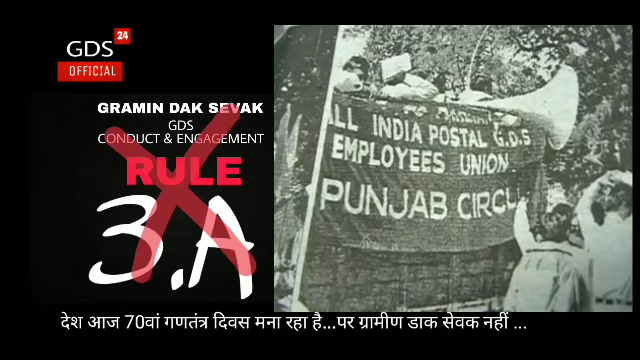 GDS 24
OFFICIAL
GRAMIN DAK SEVAK
GDS
CONDUCT & ENGAGEMENT
RULE
3.A
ALL INDIA POSTAL G.D.S
EMPLOYEES UNION
PUNJAB CIRCL
देश आज 70वां गणतंत्र दिवस मना रहा है...पर ग्रामीण डाक सेवक नहीं ...